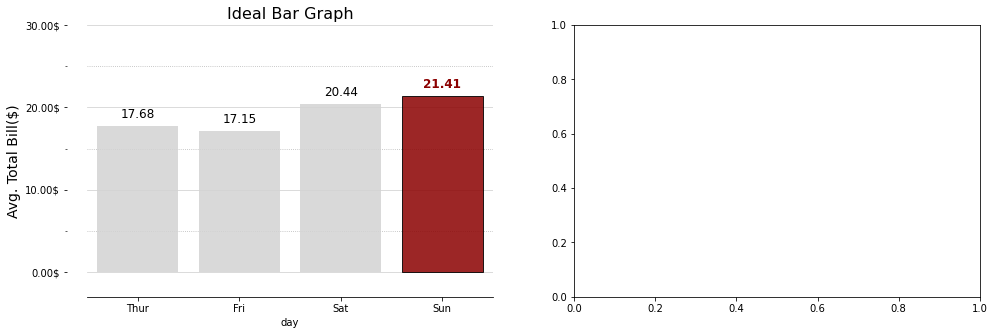 Ideal Bar Graph
Avg. Total Bill($)
30.00$
20.00$
10.00$
0.00$
17.68
17.15
20.44
21.41
Thur Fri Sat Sun
day
1.0
0.8
0.6
0.4
0.2
0.0
0.0 0.2 0.4 0.6 0.8 1.0